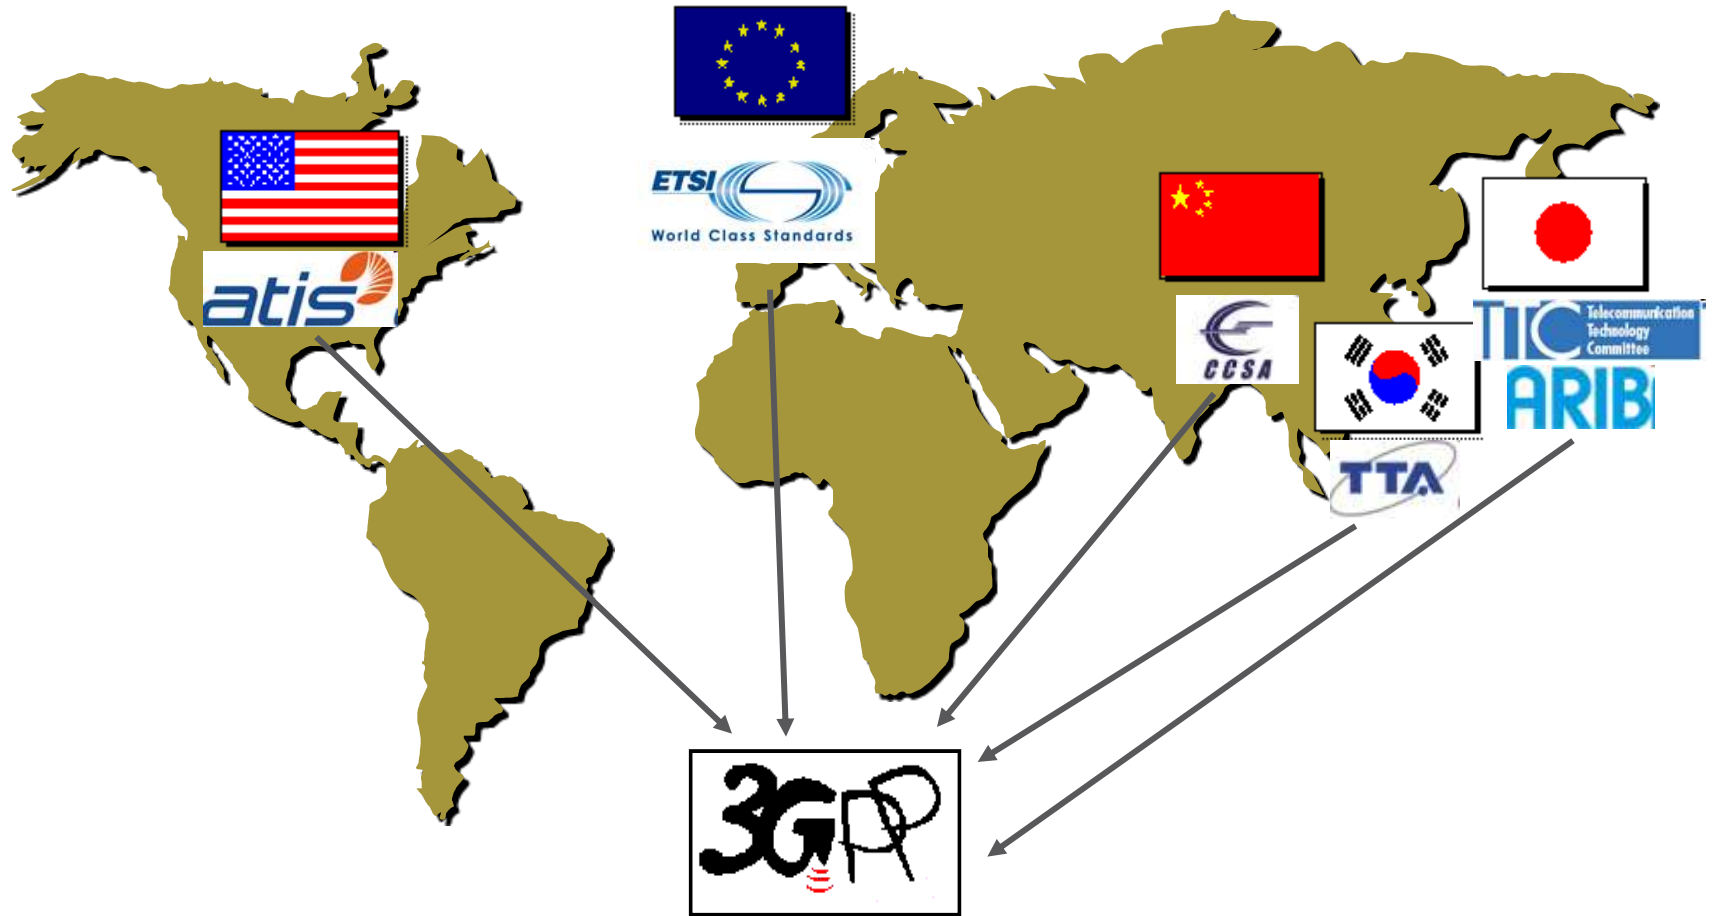 ETSI
World Class Standards
atis
CCSA
TTC
Telecommunication
Technology
Committee
ARIB
TTA
3GPP